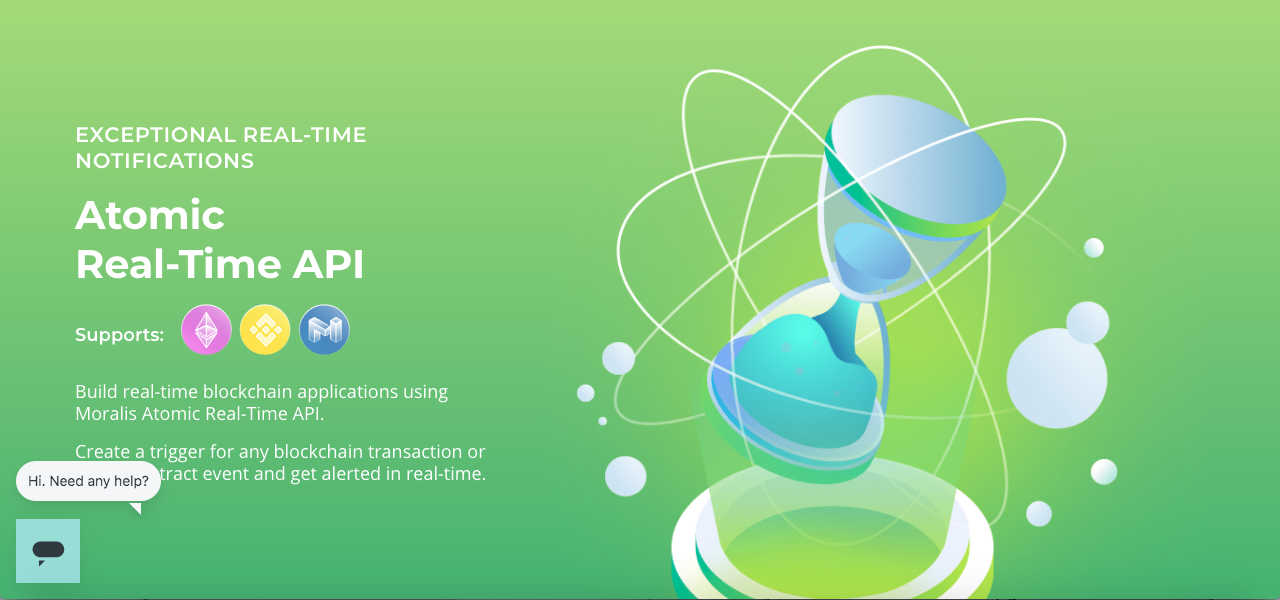 EXCEPTIONAL REAL-TIME
NOTIFICATIONS
Atomic
Real-Time API
Supports:
Build real-time blockchain applications using
Moralis Atomic Real-Time API.
Create a trigger for any blockchain transaction or
tract event and get alerted in real-time.
Hi. Need any help?